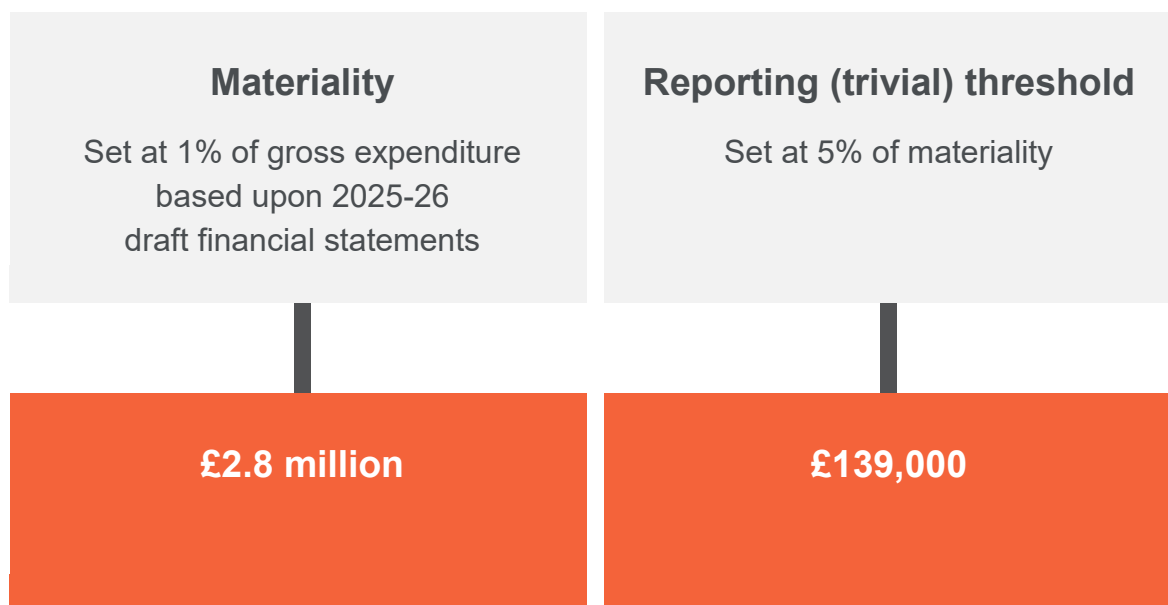 Materiality
Set at 1% of gross expenditure
based upon 2025-26
draft financial statements
£2.8 million
Reporting (trivial) threshold
Set at 5% of materiality
£139,000